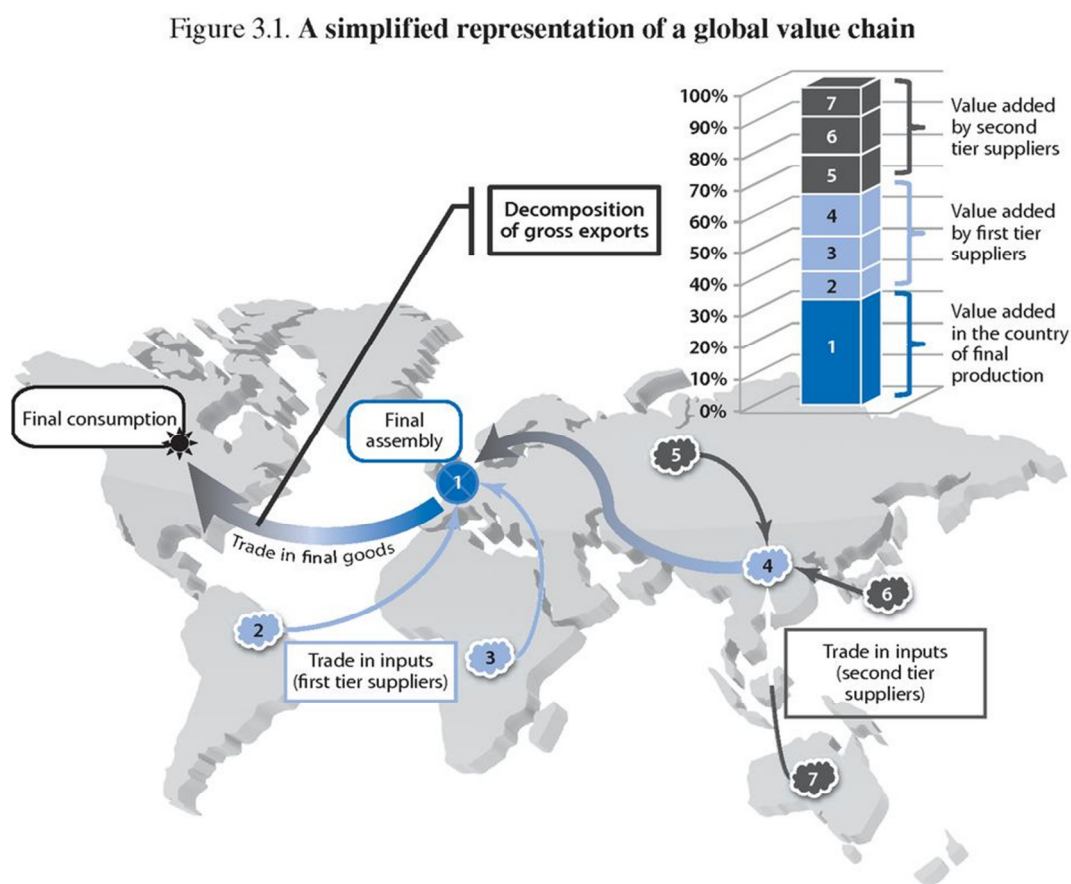 Figure 3.1. A simplified representation of a global value chain
100%
90%
80%
70%
60%
50%
40%
30%
20%
10%
0%
7
6
5
4
3
2
1
Value added
by second
tier suppliers
Value added
by first tier
suppliers
Value added
in the country
of final
production
Decomposition
of gross exports
Final consumption
Final
assembly
1
Trade in final goods
2
3
4
5
6
7
Trade in inputs
(first tier suppliers)
Trade in inputs
(second tier
suppliers)